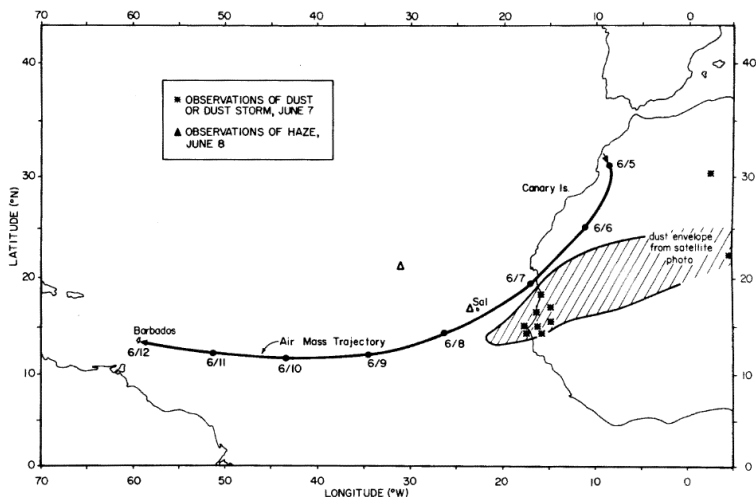 70 60 50 40 30 20 10 0
40 40
30 30
20 20
10 10
0 0
70 60 50 40 30 20 10 0
LATITUDE (°N)
LONGITUDE (°W)
OBSERVATIONS OF DUST
OR DUST STORM, JUNE 7
OBSERVATIONS OF HAZE,
JUNE 8
6/5
Canary Is.
6/6
dust envelope
from satellite
photo
6/7
Sal
Barbados
6/12
Air Mass Trajectory
6/8
6/11
6/10
6/9